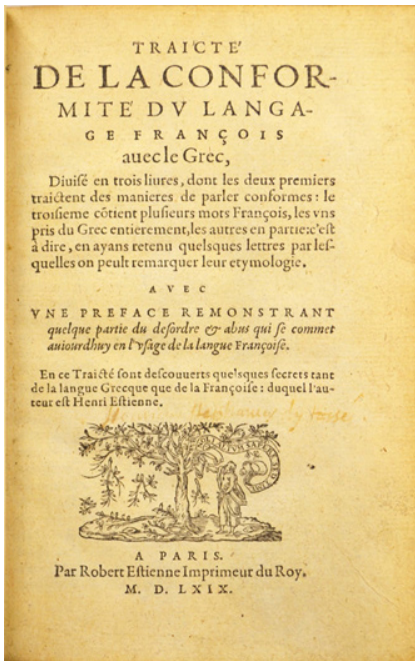 TRAICTE'
DE LA CONFOR-
MITE' DV LANGA-
GE FRANÇOIS
auec le Grec,
Diuisé en trois liures, dont les deux premiers
traictent des manieres de parler conformes: le
troisieme cōtient plusieurs mots François, les vns
pris du Grec entierement, les autres en partie: c'est
à dire, en ayans retenu quelques lettres par les-
quelles on peult remarquer leur etymologie.
AVEC
VNE PREFACE REMONSTRANT
quelque partie du desordre & abus qui se commet
auiourdhuy en l'vsage de la langue Françoise.
En ce Traicté sont descouuerts quelques secrets tant
de la langue Grecque que de la Françoise: duquel l'au-
teur est Henri Estienne.
NOLI ALTVM SAPERE
A PARIS.
Par Robert Estienne Imprimeur du Roy.
M. D. LXIX.